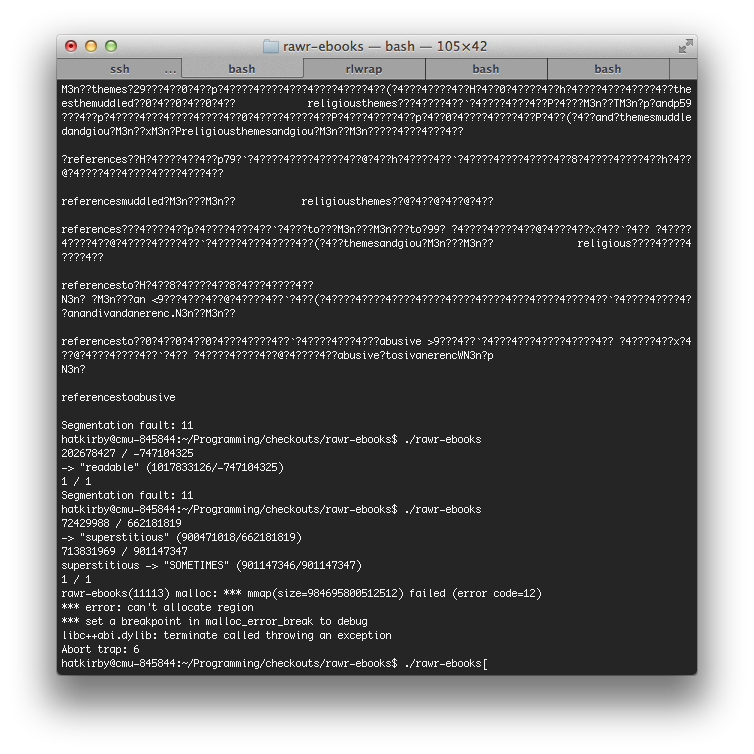 rawr-ebooks — bash — 105×42
ssh ... bash rlwrap bash bash
M3n??themes?29???4??0?4??p?4????4????4???4????4????4??(?4????4????4??H?4??0?4????4??h?4????4????4????4??the
esthemuddled??0?4??0?4??0?4?? religiousthemes???4????4??`?4????4????4??P?4???M3n??TM3n?p?andp59
???4??p?4????4????4????4????4??0?4????4????4??P?4????4????4??p?4??0?4????4????4??P?4??(?4??and?themesmuddle
dandgiou?M3n??xM3n?Preligiousthemesandgiou?M3n??M3n?????4???4???4??
?references??H?4????4??4??p79?`?4????4????4????4????4??@?4??h?4????4??`?4????4????4????4??8?4????4????4??h?4??
@?4????4??4????4????4????4??
referencesmuddled?M3n???M3n?? religiousthemes??@?4??@?4??@?4??
references???4????4??p?4????4???4??`?4????to???M3n???M3n???to?99? ?4????4????4??@?4???4??x?4??`?4?? ?4????
4????4??@?4????4????4??`?4????4???4????4??(?4??themesandgiou?M3n???M3n?? religious????4????4
????4??
referencesto?H?4??8?4????4??8?4???4????4??
N3n? ?M3n???an <9???4????4??@?4????4??`?4??(?4????4????4????4????4????4????4???4????4????4??`?4????4????4?
?anandivandanerenc.N3n??M3n??
referencesto??0?4??0?4??0?4???4????4??`?4????4???4???abusive >9???4??`?4????4???4????4????4?? ?4????4??x?4
??@?4???4????4??`?4?? ?4????4????4??@?4????4??abusive?tosivanerencWN3n?p
N3n?
referencestoabusive
Segmentation fault: 11
hatkirby@cmu-845844:~/Programming/checkouts/rawr-ebooks$ ./rawr-ebooks
202678427 / -747104325
-> "readable" (1017833126/-747104325)
1 / 1
Segmentation fault: 11
hatkirby@cmu-845844:~/Programming/checkouts/rawr-ebooks$ ./rawr-ebooks
72429988 / 662181819
-> "superstitious" (900471018/662181819)
713831969 / 901147347
superstitious -> "SOMETIMES" (901147346/901147347)
1 / 1
rawr-ebooks(11113) malloc: *** mmap(size=984695800512512) failed (error code=12)
*** error: can't allocate region
*** set a breakpoint in malloc_error_break to debug
libc++abi.dylib: terminate called throwing an exception
Abort trap: 6
hatkirby@cmu-845844:~/Programming/checkouts/rawr-ebooks$ ./rawr-ebooks